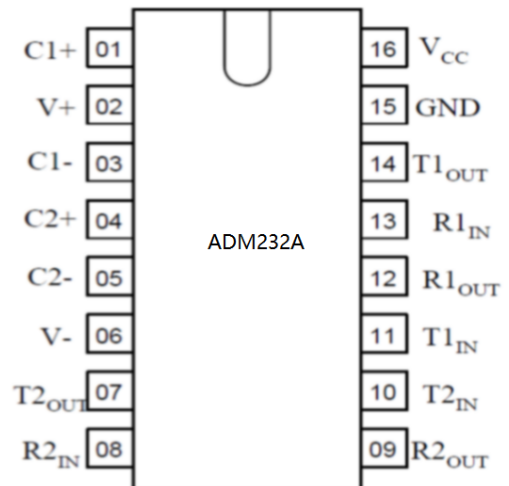 C1+ 01 16 VCC
V+ 02 15 GND
C1- 03 14 T1OUT
C2+ 04 13 R1IN
ADM232A
C2- 05 12 R1OUT
V- 06 11 T1IN
T2OUT 07 10 T2IN
R2IN 08 09 R2OUT